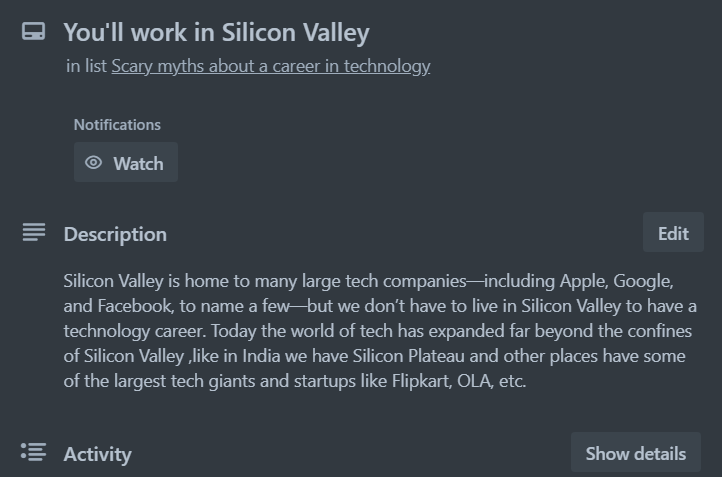 You'll work in Silicon Valley
in list Scary myths about a career in technology
Notifications
Watch
Description
Edit
Silicon Valley is home to many large tech companies—including Apple, Google,
and Facebook, to name a few—but we don’t have to live in Silicon Valley to have a
technology career. Today the world of tech has expanded far beyond the confines
of Silicon Valley ,like in India we have Silicon Plateau and other places have some
of the largest tech giants and startups like Flipkart, OLA, etc.
Activity
Show details